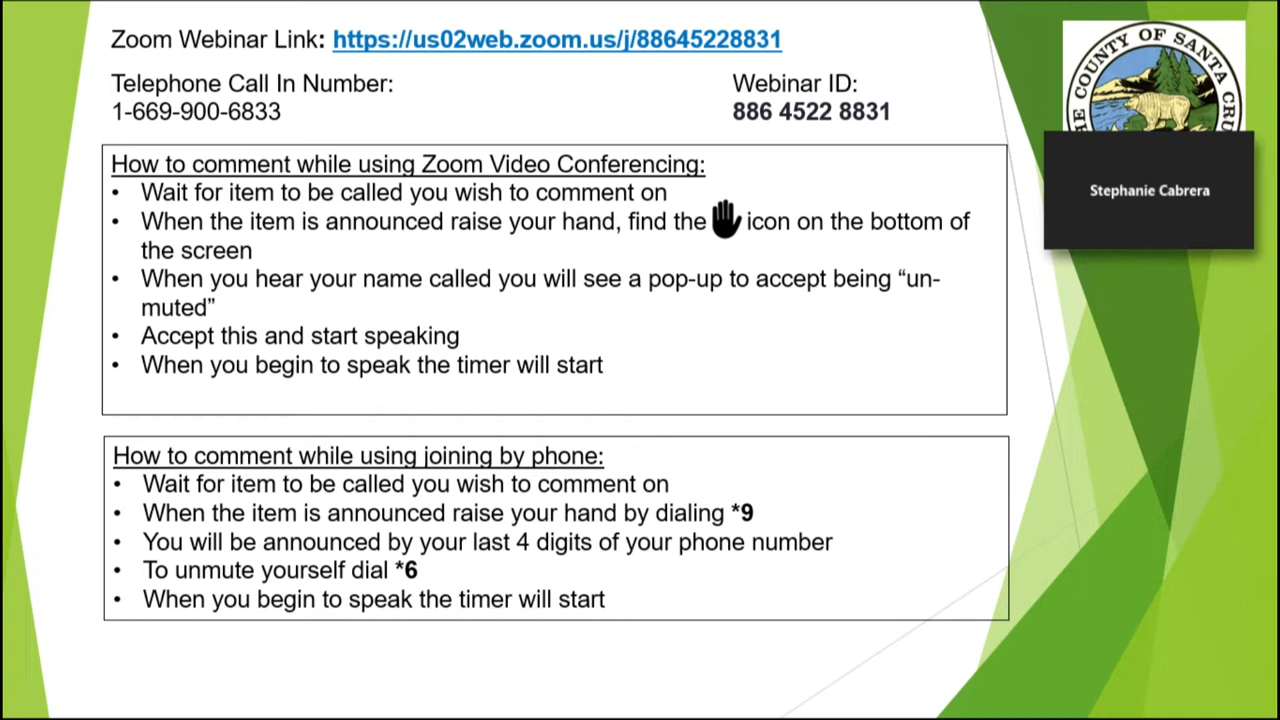 Zoom Webinar Link: https://us02web.zoom.us/j/88645228831
Telephone Call In Number:
1-669-900-6833
Webinar ID:
886 4522 8831
How to comment while using Zoom Video Conferencing:
• Wait for item to be called you wish to comment on
• When the item is announced raise your hand, find the icon on the bottom of
the screen
• When you hear your name called you will see a pop-up to accept being “un-
muted”
• Accept this and start speaking
• When you begin to speak the timer will start
How to comment while using joining by phone:
• Wait for item to be called you wish to comment on
• When the item is announced raise your hand by dialing *9
• You will be announced by your last 4 digits of your phone number
• To unmute yourself dial *6
• When you begin to speak the timer will start
COUNTY OF SANTA
Stephanie Cabrera